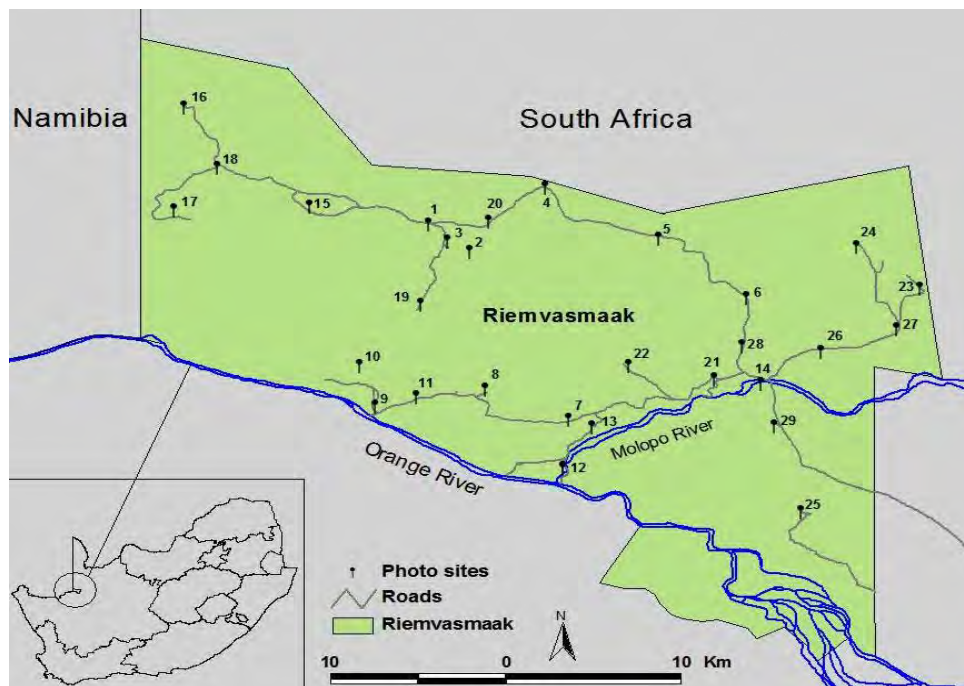 Namibia
South Africa
16
18
17
15
1
3
2
20
4
5
24
23
19
6
27
Riemvasmaak
28
26
10
22
21
14
11
8
9
7
13
29
Molopo River
12
Orange River
25
Photo sites
Roads
Riemvasmaak
N
10 0 10 Km